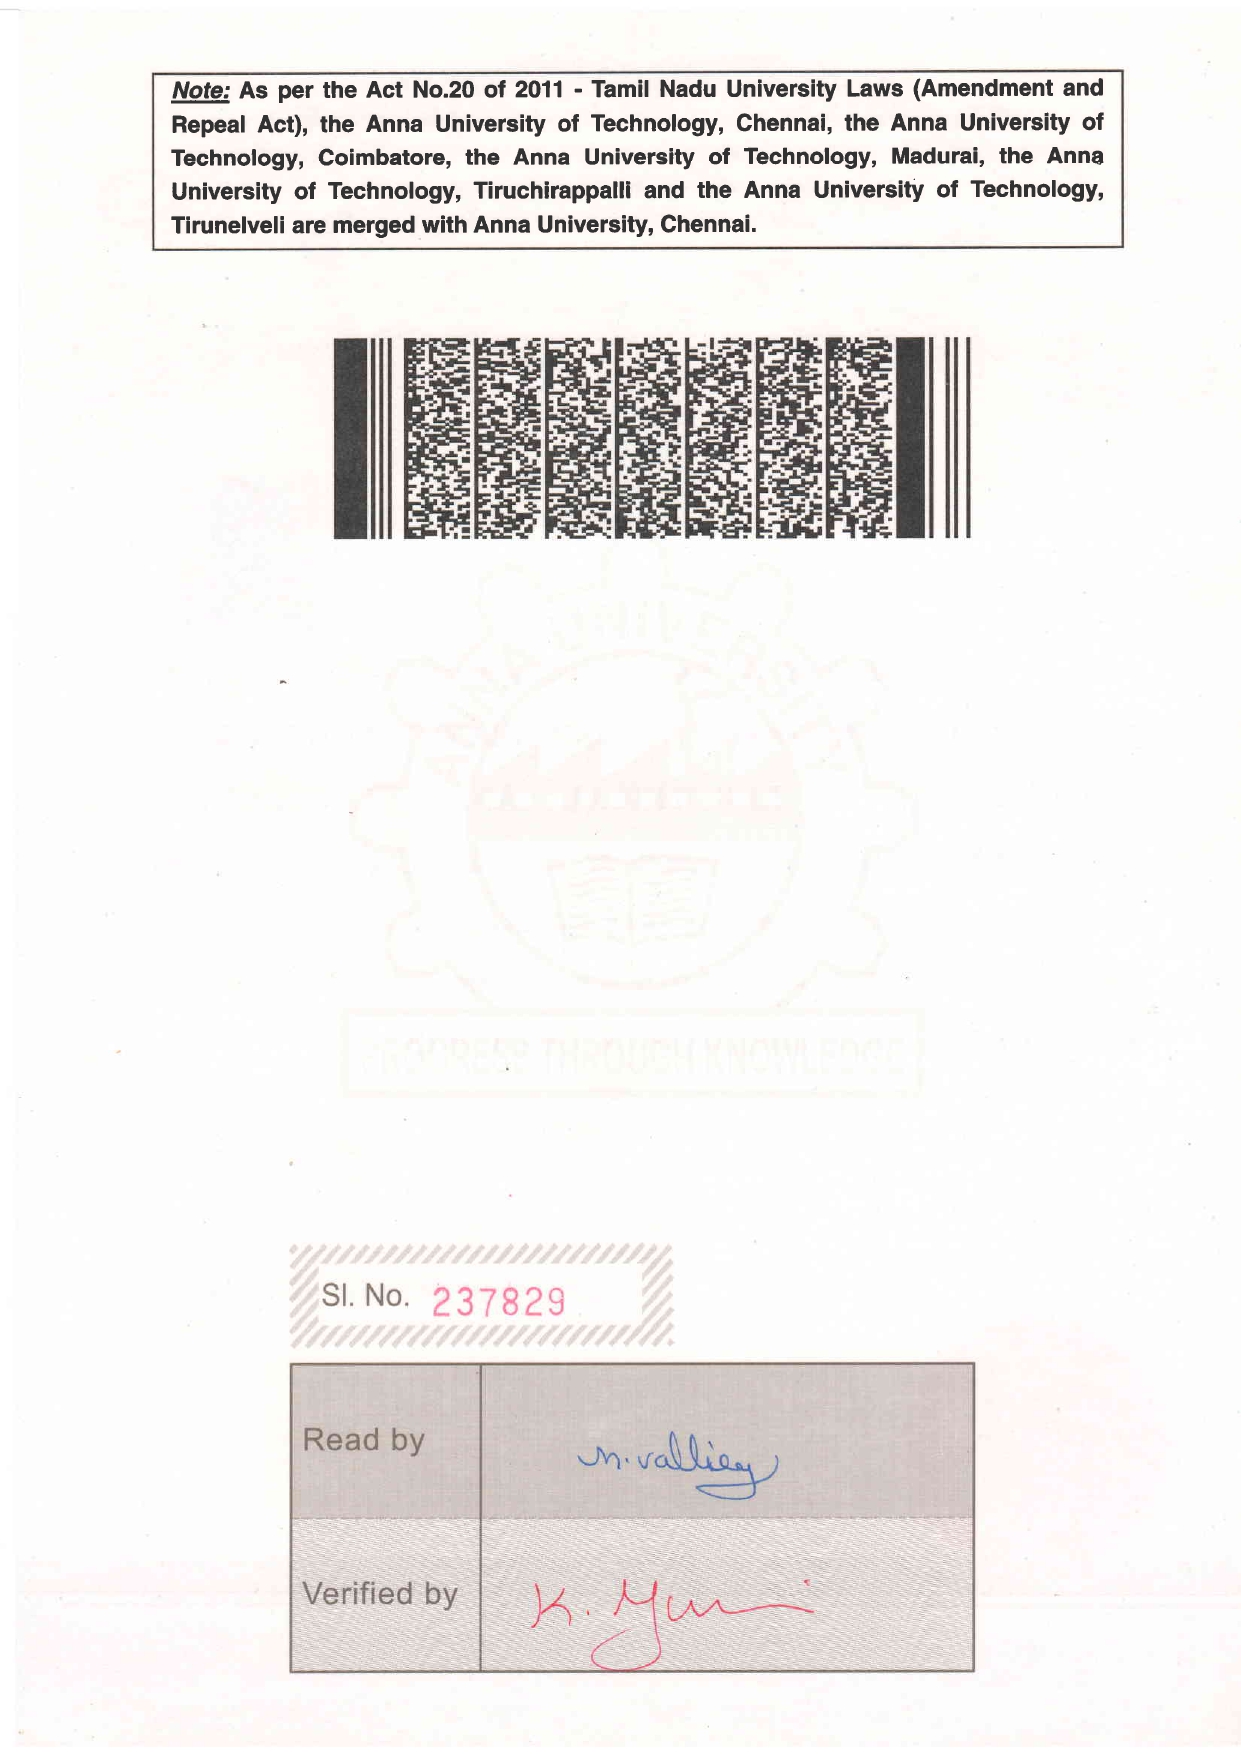 Note: As per the Act No.20 of 2011 - Tamil Nadu University Laws (Amendment and
Repeal Act), the Anna University of Technology, Chennai, the Anna University of
Technology, Coimbatore, the Anna University of Technology, Madurai, the Anna
University of Technology, Tiruchirappalli and the Anna University of Technology,
Tirunelveli are merged with Anna University, Chennai.
ANNA UNIVERSITY
PROGRESS THROUGH KNOWLEDGE
Sl. No. 237829
Read by
Verified by K.